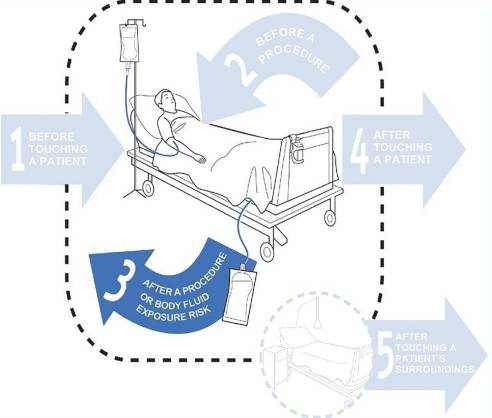 1 BEFORE
TOUCHING
A PATIENT
2 BEFORE A
PROCEDURE
3 AFTER A PROCEDURE
OR BODY FLUID
EXPOSURE RISK
4 AFTER
TOUCHING
A PATIENT
5 AFTER
TOUCHING A
PATIENT'S
SURROUNDINGS